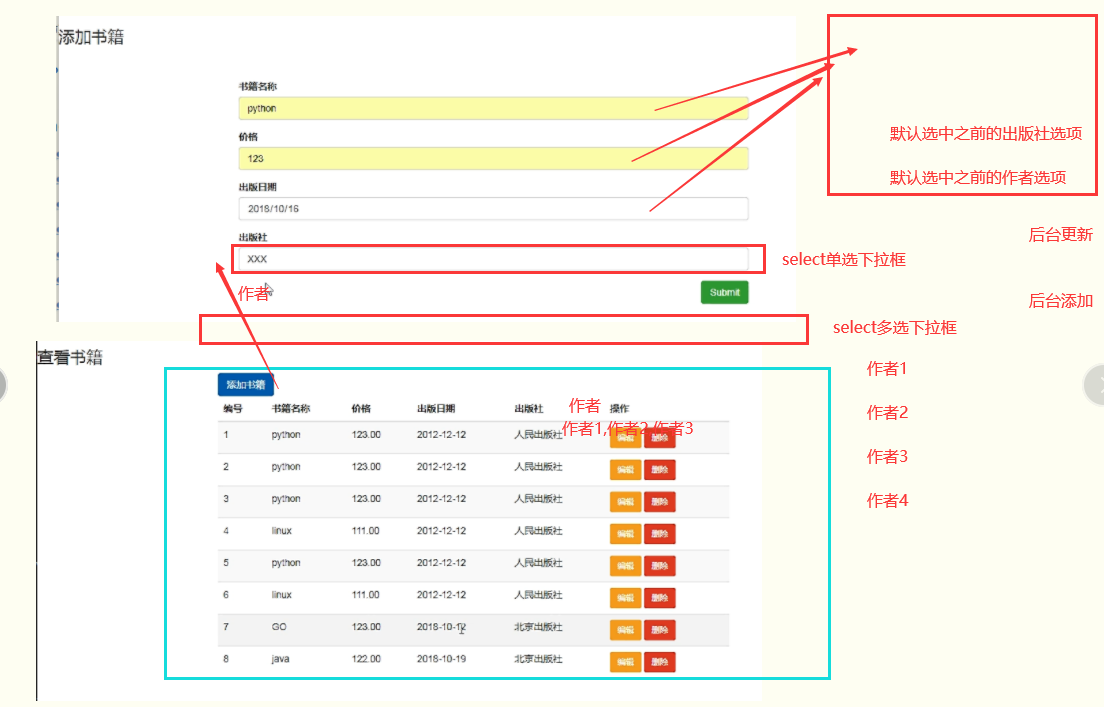 添加书籍
书籍名称
python
价格
123
默认选中之前的出版社选项
出版日期
默认选中之前的作者选项
2018/10/16
出版社
后台更新
XXX
select单选下拉框
作者
Submit
后台添加
select多选下拉框
查看书籍
作者1
添加书籍
编号 书籍名称 价格 出版日期 出版社 作者 操作
作者1,作者2,作者3
1 python 123.00 2012-12-12 人民出版社 编辑 删除
作者2
2 python 123.00 2012-12-12 人民出版社 编辑 删除
作者3
3 python 123.00 2012-12-12 人民出版社 编辑 删除
作者4
4 linux 111.00 2012-12-12 人民出版社 编辑 删除
5 python 123.00 2012-12-12 人民出版社 编辑 删除
6 linux 111.00 2012-12-12 人民出版社 编辑 删除
7 GO 123.00 2018-10-12 北京出版社 编辑 删除
8 java 122.00 2018-10-19 北京出版社 编辑 删除